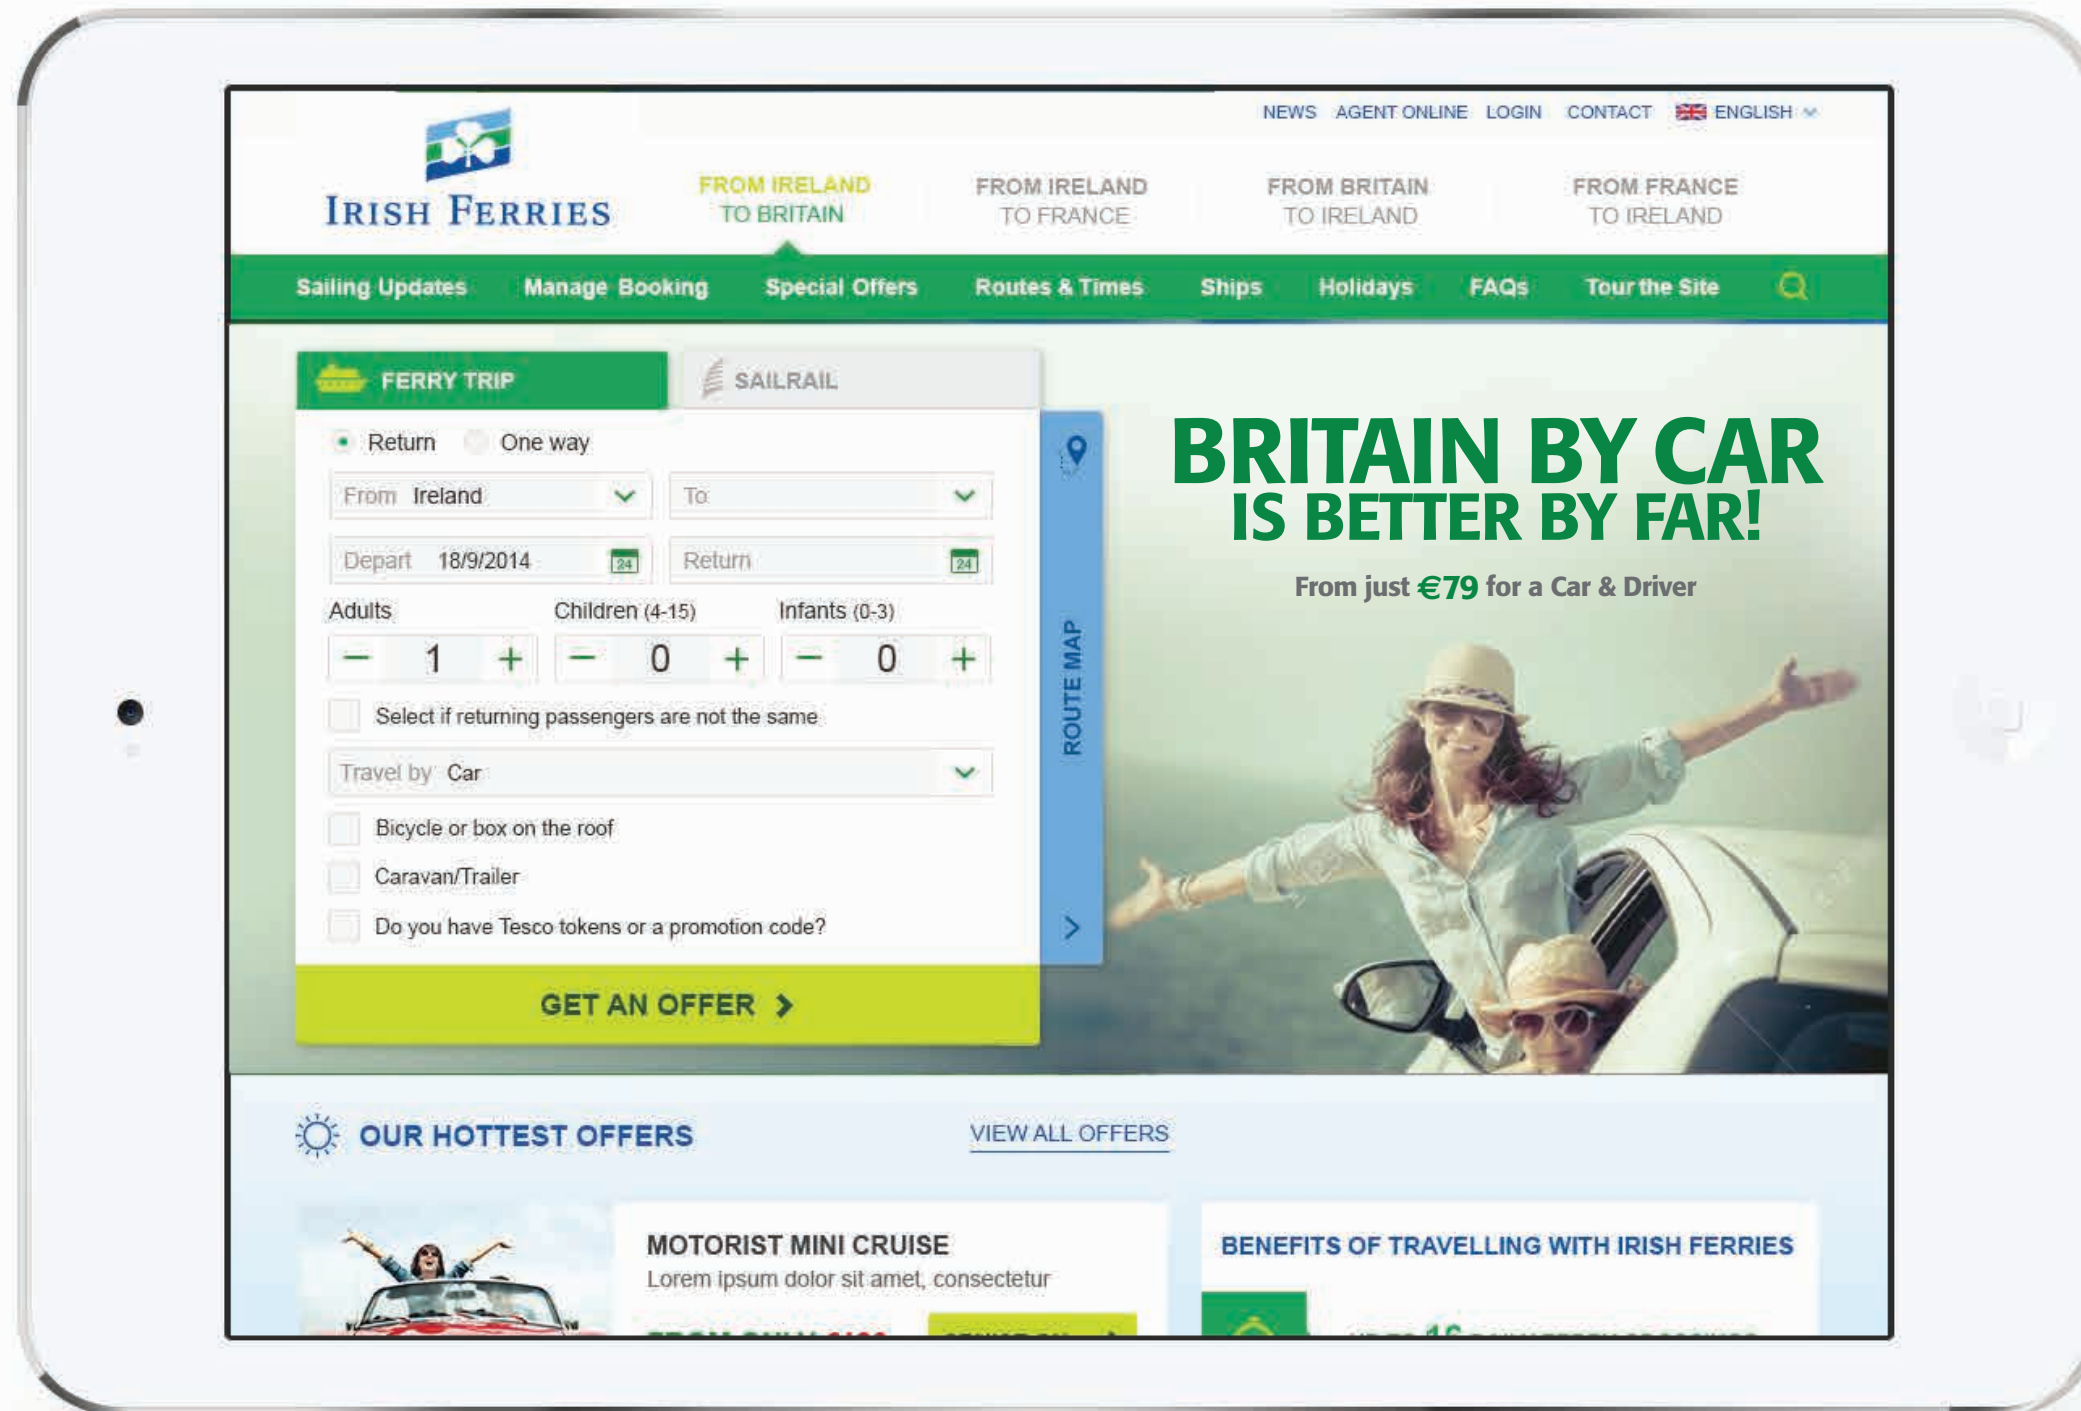 NEWS AGENT ONLINE LOGIN CONTACT ENGLISH
IRISH FERRIES
FROM IRELAND
TO BRITAIN
FROM IRELAND
TO FRANCE
FROM BRITAIN
TO IRELAND
FROM FRANCE
TO IRELAND
Sailing Updates Manage Booking Special Offers Routes & Times Ships Holidays FAQs Tour the Site
FERRY TRIP
SAILRAIL
Return One way
From Ireland
To
Depart 18/9/2014 24
Return 24
Adults Children (4-15) Infants (0-3)
— 1 + — 0 + — 0 +
Select if returning passengers are not the same
Travel by Car
Bicycle or box on the roof
Caravan/Trailer
Do you have Tesco tokens or a promotion code?
GET AN OFFER
ROUTE MAP
BRITAIN BY CAR
IS BETTER BY FAR!
From just €79 for a Car & Driver
OUR HOTTEST OFFERS
VIEW ALL OFFERS
MOTORIST MINI CRUISE
Lorem ipsum dolor sit amet, consectetur
BENEFITS OF TRAVELLING WITH IRISH FERRIES